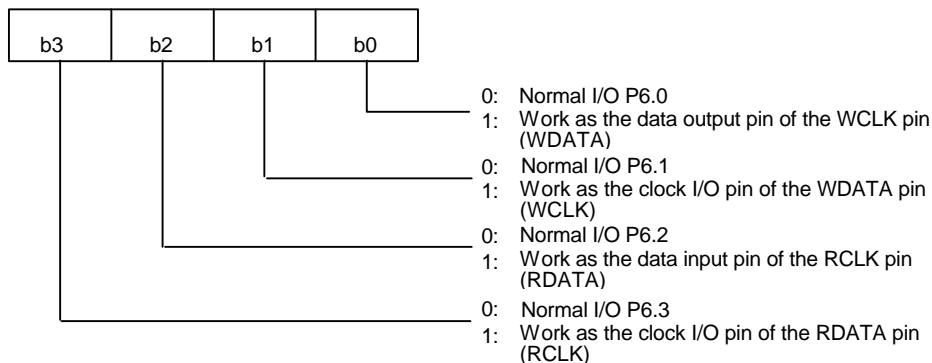 b3 b2 b1 b0
0: Normal I/O P6.0
1: Work as the data output pin of the WCLK pin
(WDATA)
0: Normal I/O P6.1
1: Work as the clock I/O pin of the WDATA pin
(WCLK)
0: Normal I/O P6.2
1: Work as the data input pin of the RCLK pin
(RDATA)
0: Normal I/O P6.3
1: Work as the clock I/O pin of the RDATA pin
(RCLK)